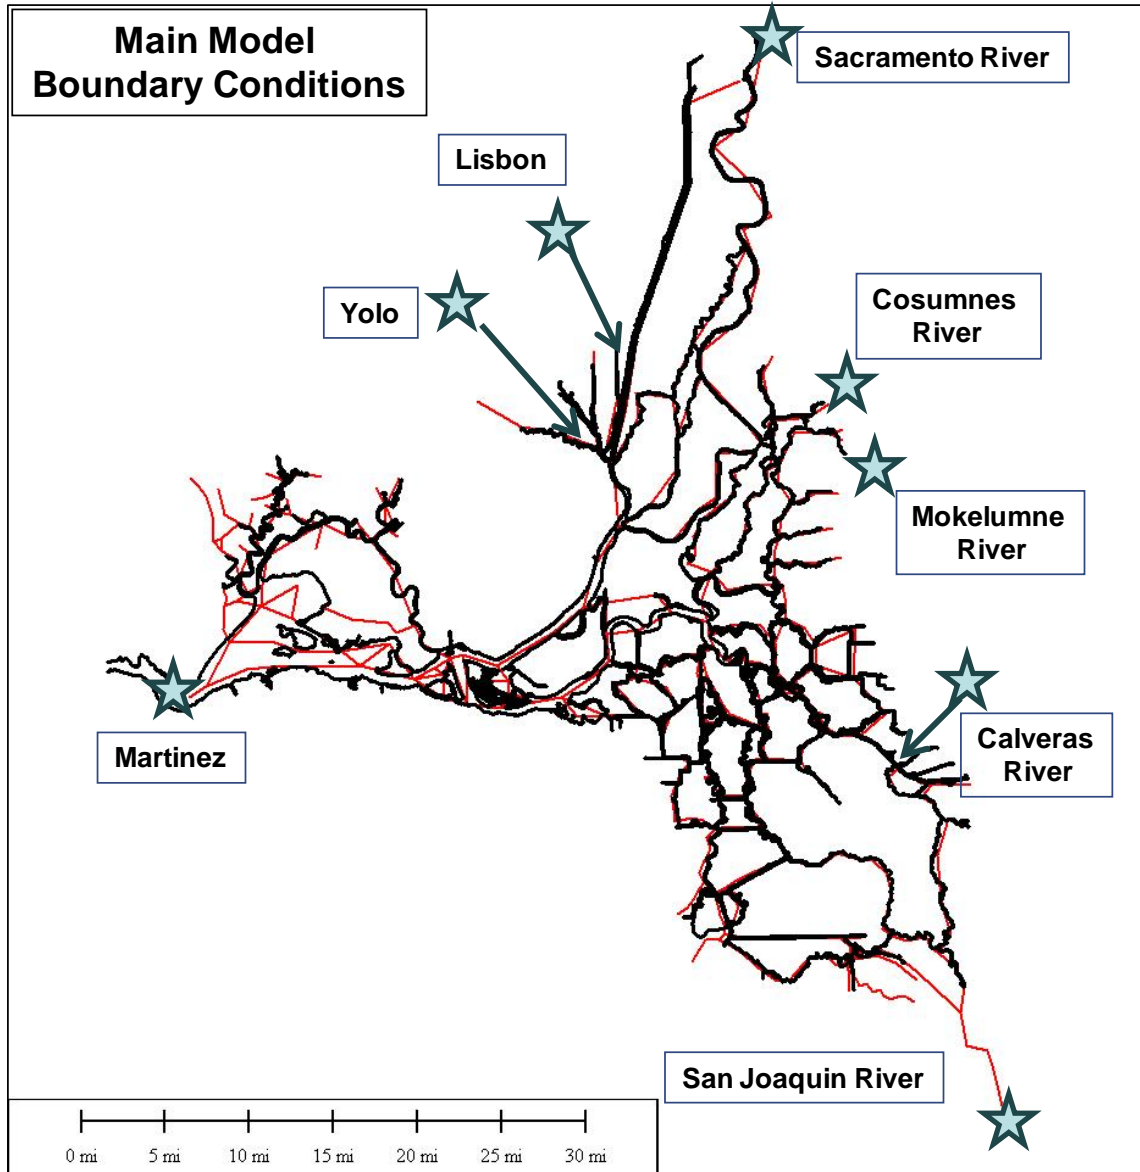 Main Model
Boundary Conditions
Sacramento River
Lisbon
Yolo
Cosumnes
River
Mokelumne
River
Martinez
Calveras
River
San Joaquin River
0 mi 5 mi 10 mi 15 mi 20 mi 25 mi 30 mi